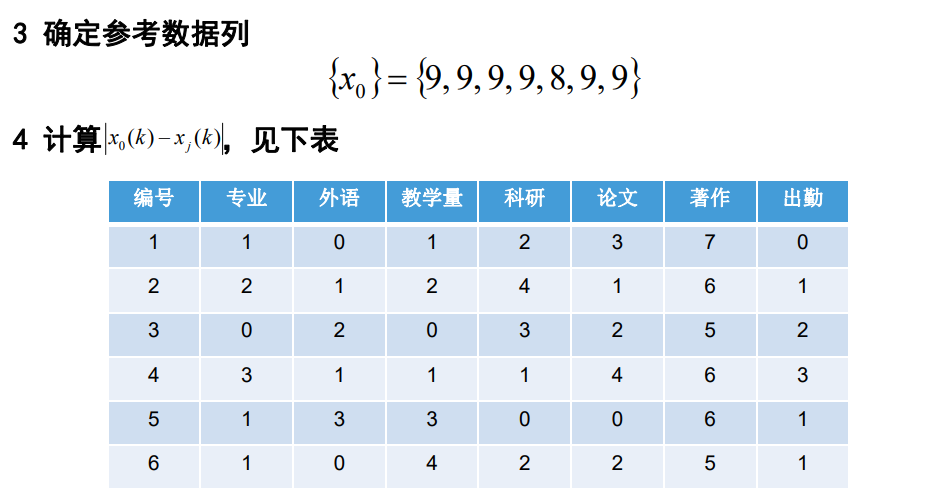 3 确定参考数据列
{x₀}={9,9,9,9,8,9,9}
4 计算|x₀(k)−xⱼ(k)|，见下表
编号 专业 外语 教学量 科研 论文 著作 出勤
1 1 0 1 2 3 7 0
2 2 1 2 4 1 6 1
3 0 2 0 3 2 5 2
4 3 1 1 1 4 6 3
5 1 3 3 0 0 6 1
6 1 0 4 2 2 5 1